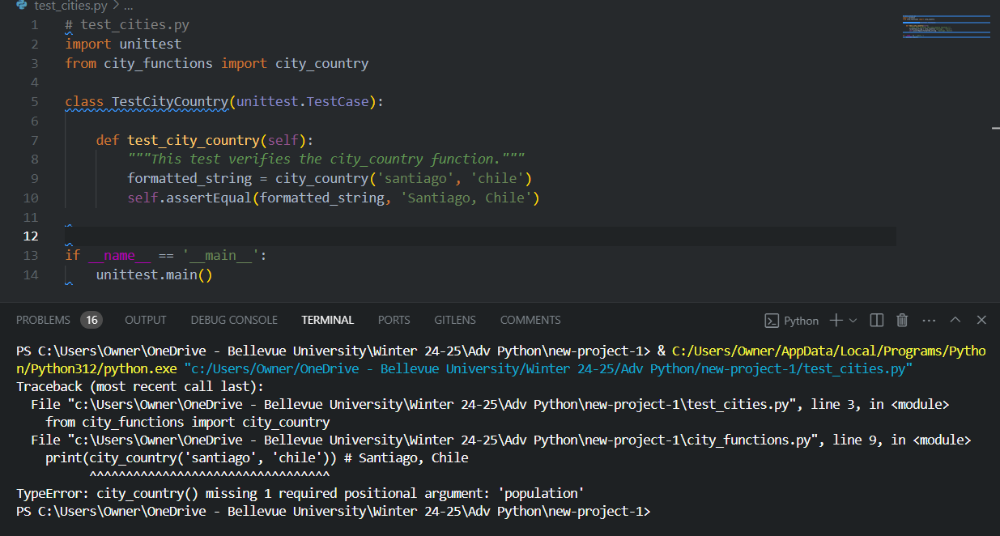 test_cities.py > ...
1 # test_cities.py
2 import unittest
3 from city_functions import city_country
4
5 class TestCityCountry(unittest.TestCase):
6
7 def test_city_country(self):
8 """This test verifies the city_country function."""
9 formatted_string = city_country('santiago', 'chile')
10 self.assertEqual(formatted_string, 'Santiago, Chile')
11
12
13 if __name__ == '__main__':
14 unittest.main()
PROBLEMS 16 OUTPUT DEBUG CONSOLE TERMINAL PORTS GITLENS COMMENTS Python
PS C:\Users\Owner\OneDrive - Bellevue University\Winter 24-25\Adv Python\new-project-1> & C:/Users/Owner/AppData/Local/Programs/Pytho
n/Python312/python.exe "c:/Users/Owner/OneDrive - Bellevue University/Winter 24-25/Adv Python/new-project-1/test_cities.py"
Traceback (most recent call last):
File "c:\Users\Owner\OneDrive - Bellevue University\Winter 24-25\Adv Python\new-project-1\test_cities.py", line 3, in <module>
from city_functions import city_country
File "c:\Users\Owner\OneDrive - Bellevue University\Winter 24-25\Adv Python\new-project-1\city_functions.py", line 9, in <module>
print(city_country('santiago', 'chile')) # Santiago, Chile
^^^^^^^^^^^^^^^^^^^^^^^^^^^^^^^^^
TypeError: city_country() missing 1 required positional argument: 'population'
PS C:\Users\Owner\OneDrive - Bellevue University\Winter 24-25\Adv Python\new-project-1>